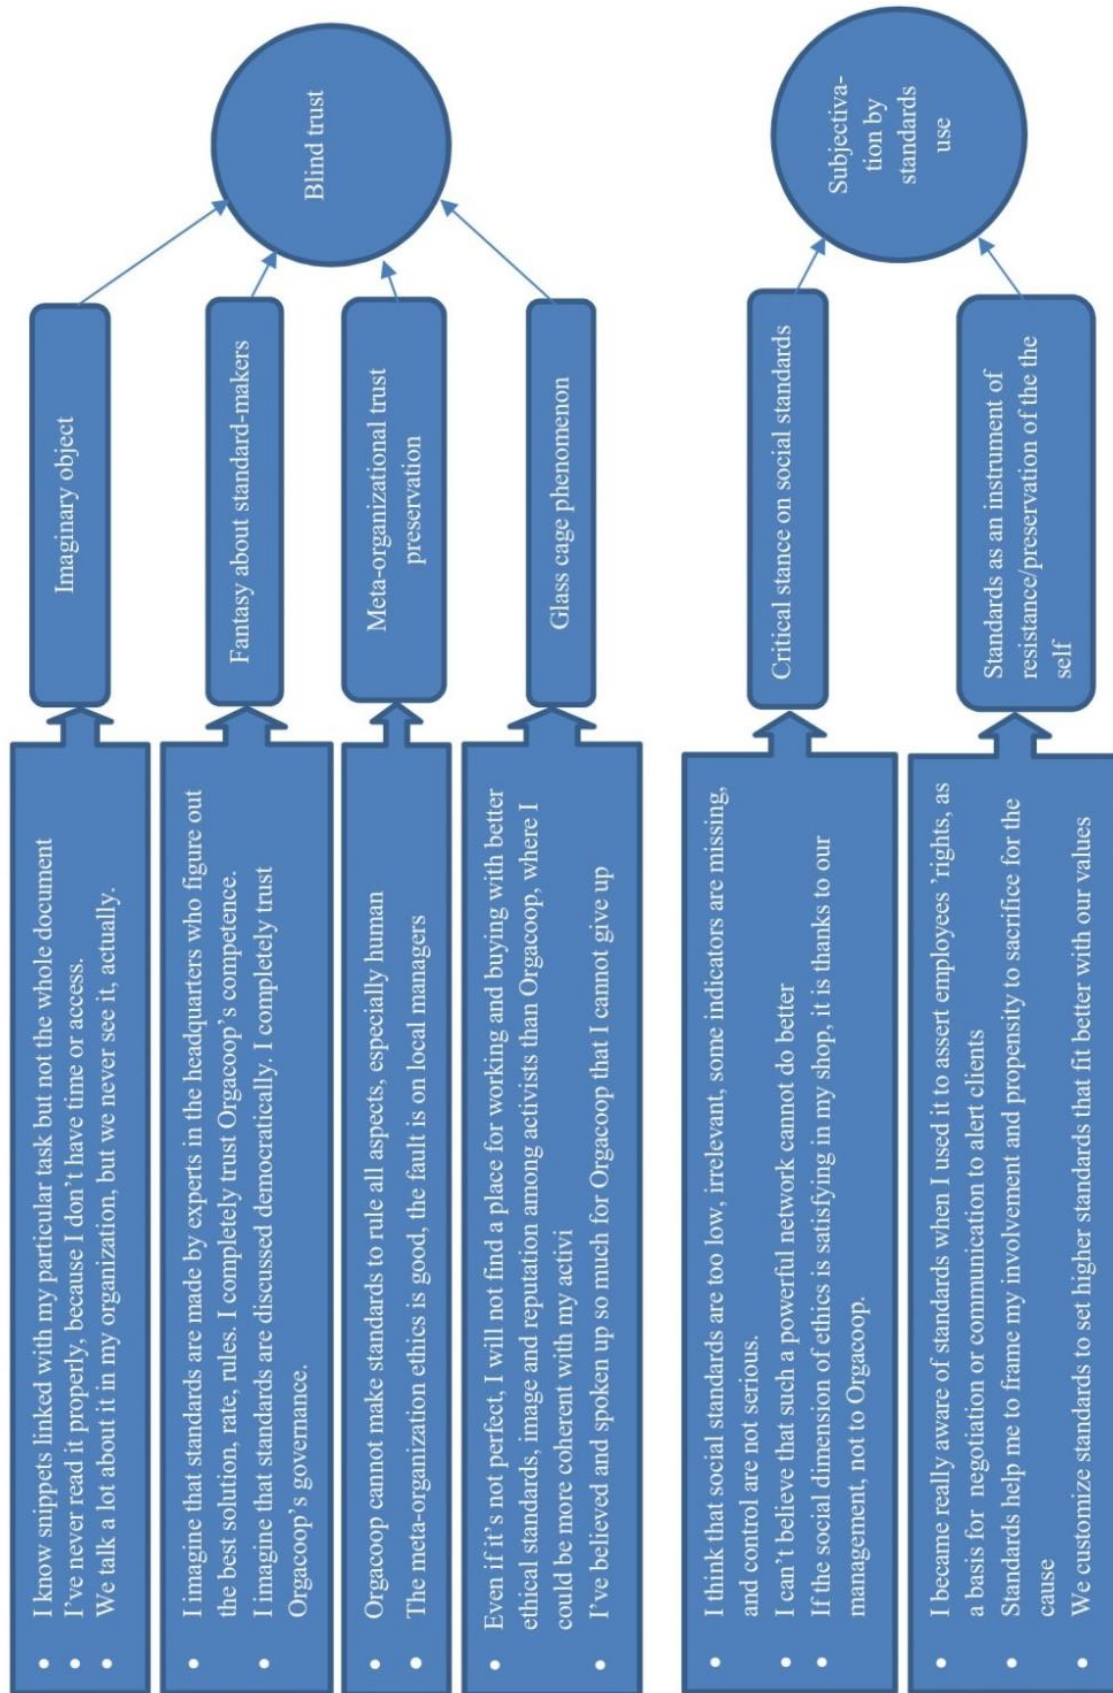 I know snippets linked with my particular task but not the whole document
I've never read it properly, because I don't have time or access.
We talk a lot about it in my organization, but we never see it, actually.
Imaginary object
I imagine that standards are made by experts in the headquarters who figure out
the best solution, rate, rules. I completely trust Orgacoop's competence.
I imagine that standards are discussed democratically. I completely trust
Orgacoop's governance.
Fantasy about standard-makers
Orgacoop cannot make standards to rule all aspects, especially human
The meta-organization ethics is good, the fault is on local managers
Meta-organizational trust
preservation
Even if it's not perfect, I will not find a place for working and buying with better
ethical standards, image and reputation among activists than Orgacoop, where I
could be more coherent with my activi
I've believed and spoken up so much for Orgacoop that I cannot give up
Glass cage phenomenon
Blind trust
I think that social standards are too low, irrelevant, some indicators are missing,
and control are not serious.
I can't believe that such a powerful network cannot do better
If the social dimension of ethics is satisfying in my shop, it is thanks to our
management, not to Orgacoop.
Critical stance on social standards
I became really aware of standards when I used it to assert employees 'rights, as
a basis for negotiation or communication to alert clients
Standards help me to frame my involvement and propensity to sacrifice for the
cause
We customize standards to set higher standards that fit better with our values
Standards as an instrument of
resistance/preservation of the the
self
Subjectiva-
tion by
standards
use